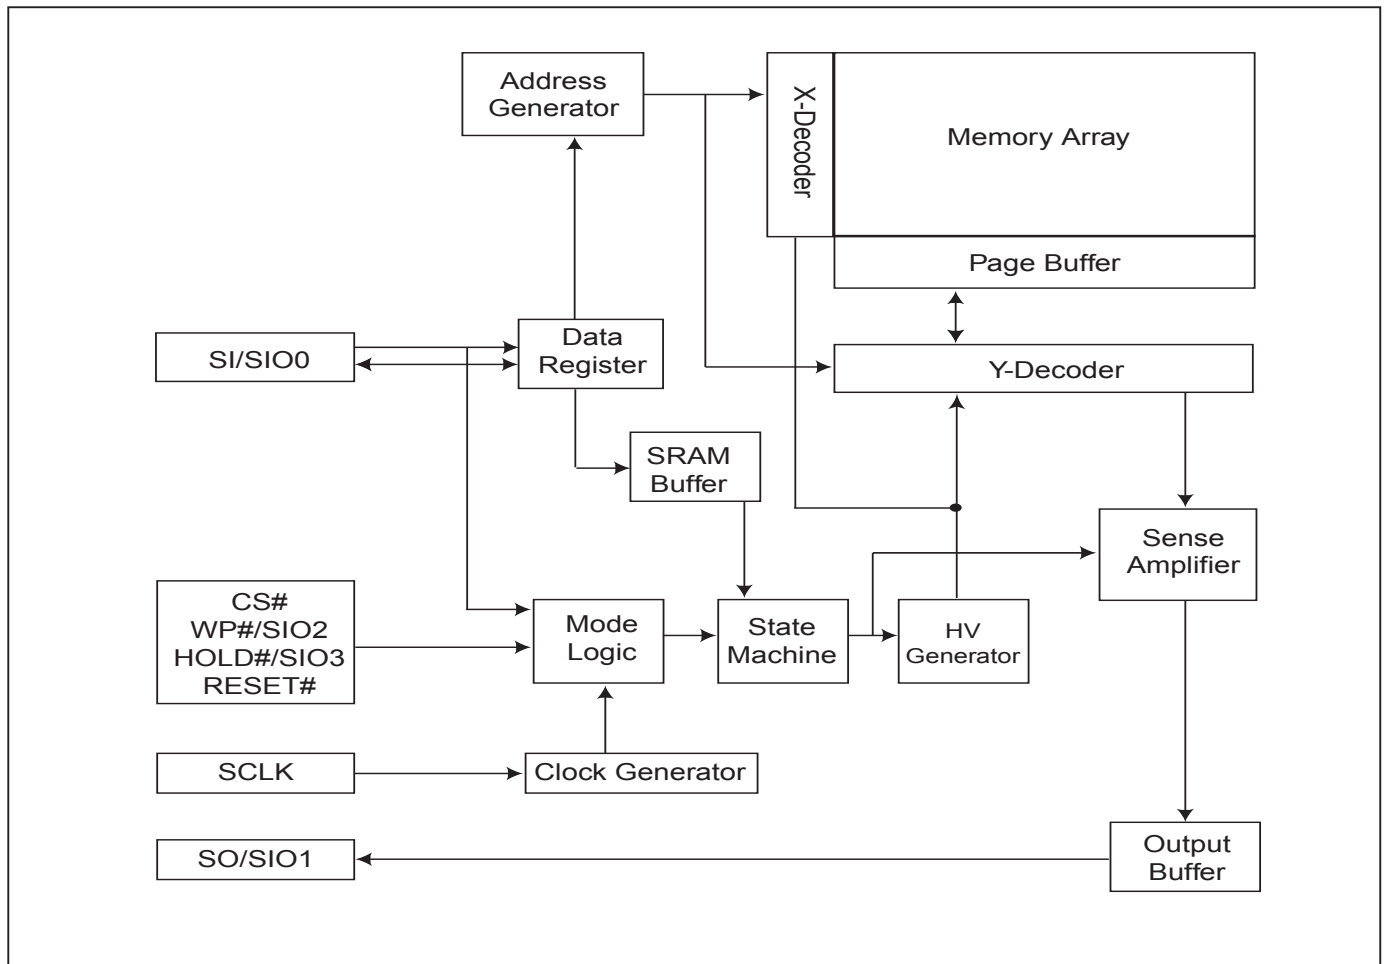 Address
Generator
X-Decoder
Memory Array
Page Buffer
SI/SIO0
Data
Register
Y-Decoder
SRAM
Buffer
Sense
Amplifier
CS#
WP#/SIO2
HOLD#/SIO3
RESET#
Mode
Logic
State
Machine
HV
Generator
SCLK
Clock Generator
SO/SIO1
Output
Buffer